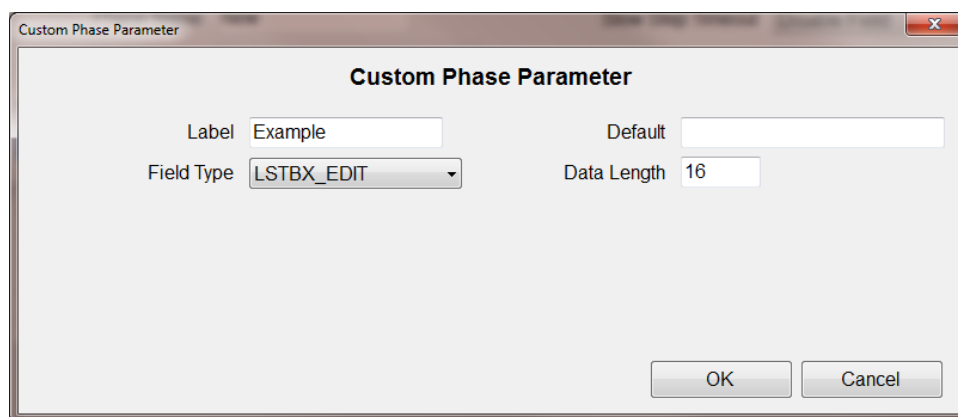 Custom Phase Parameter
Custom Phase Parameter
Label Example Default
Field Type LSTBX_EDIT Data Length 16
OK Cancel